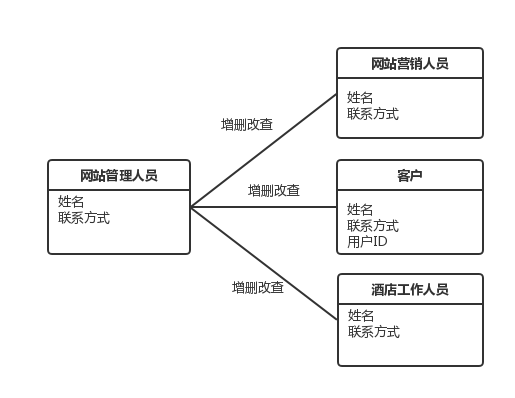 网站营销人员
姓名
联系方式
增删改查
网站管理人员
姓名
联系方式
增删改查
客户
姓名
联系方式
用户ID
增删改查
酒店工作人员
姓名
联系方式